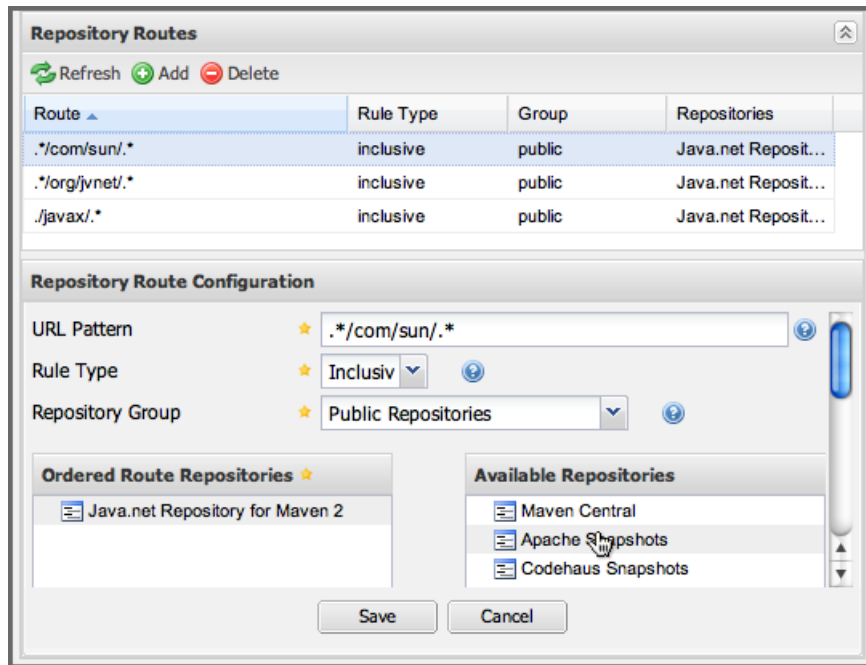 Repository Routes
Refresh Add Delete
Route Rule Type Group Repositories
.*/com/sun/.* inclusive public Java.net Reposit...
.*/org/jvnet/.* inclusive public Java.net Reposit...
./javax/.* inclusive public Java.net Reposit...
Repository Route Configuration
URL Pattern .*/com/sun/.*
Rule Type Inclusiv
Repository Group Public Repositories
Ordered Route Repositories Available Repositories
Java.net Repository for Maven 2 Maven Central
Apache Snapshots
Codehaus Snapshots
Save Cancel